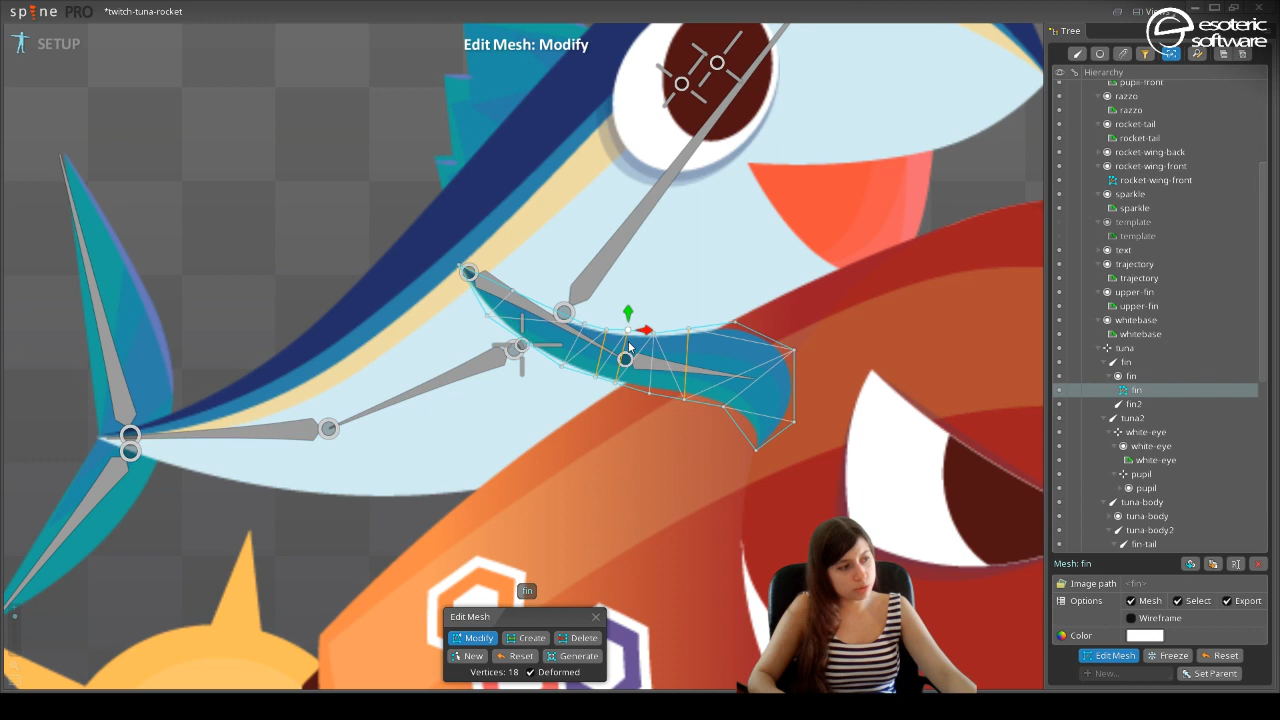 spine PRO
*twitch-tuna-rocket
Views
esoteric
software
SETUP
Edit Mesh: Modify
Tree
Hierarchy
pupil-front
razzo
razzo
rocket-tail
rocket-tail
rocket-wing-back
rocket-wing-front
rocket-wing-front
sparkle
sparkle
template
template
text
trajectory
trajectory
upper-fin
upper-fin
whitebase
whitebase
tuna
fin
fin
fin
fin2
tuna2
white-eye
white-eye
white-eye
pupil
pupil
tuna-body
tuna-body
tuna-body2
fin-tail
Mesh: fin
Image path <fin>
Options Mesh Select Export
Wireframe
Color
Edit Mesh Freeze Reset
+ New... Set Parent
fin
Edit Mesh
Modify Create Delete
New Reset Generate
Vertices: 18 Deformed